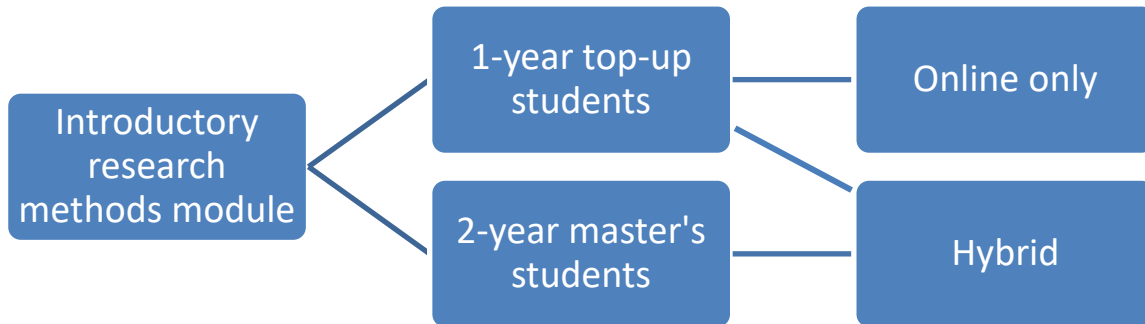 Introductory
research
methods module
1-year top-up
students
2-year master's
students
Online only
Hybrid